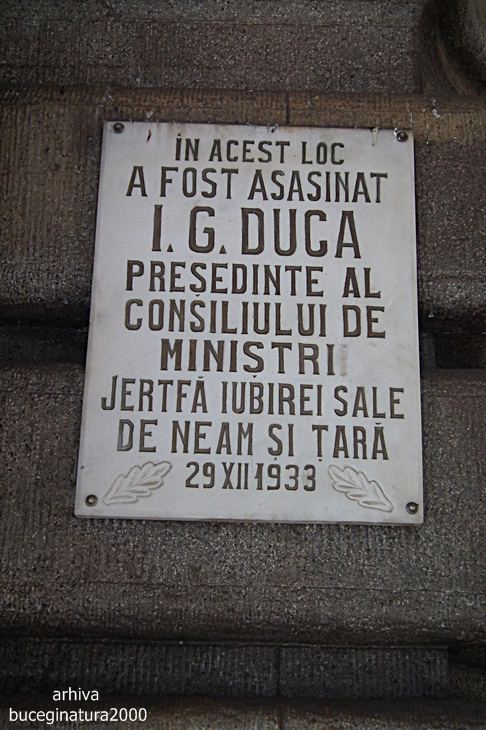 ÎN ACEST LOC
A FOST ASASINAT
I. G. DUCA
PREȘEDINTE AL
CONSILIULUI DE
MINIȘTRI
JERTFĂ IUBIREI SALE
DE NEAM ȘI ȚARĂ
29 XII 1933
arhiva
buceginatura2000